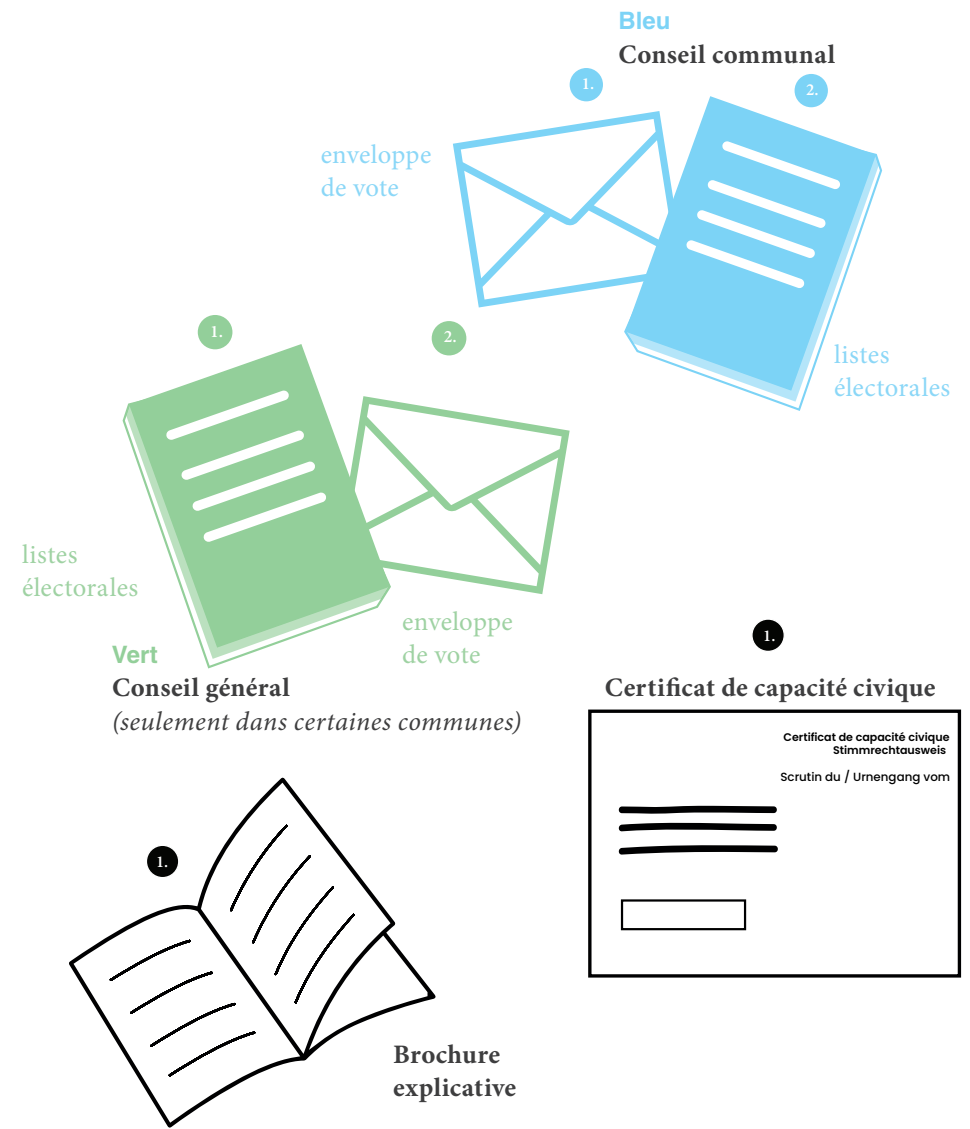 Bleu
Conseil communal
1.
2.
enveloppe
de vote
listes
électorales
1.
2.
listes
électorales
enveloppe
de vote
Vert
Conseil général
(seulement dans certaines communes)
1.
Certificat de capacité civique
Certificat de capacité civique
Stimmrechtausweis
Scrutin du / Urnengang vom
1.
Brochure
explicative